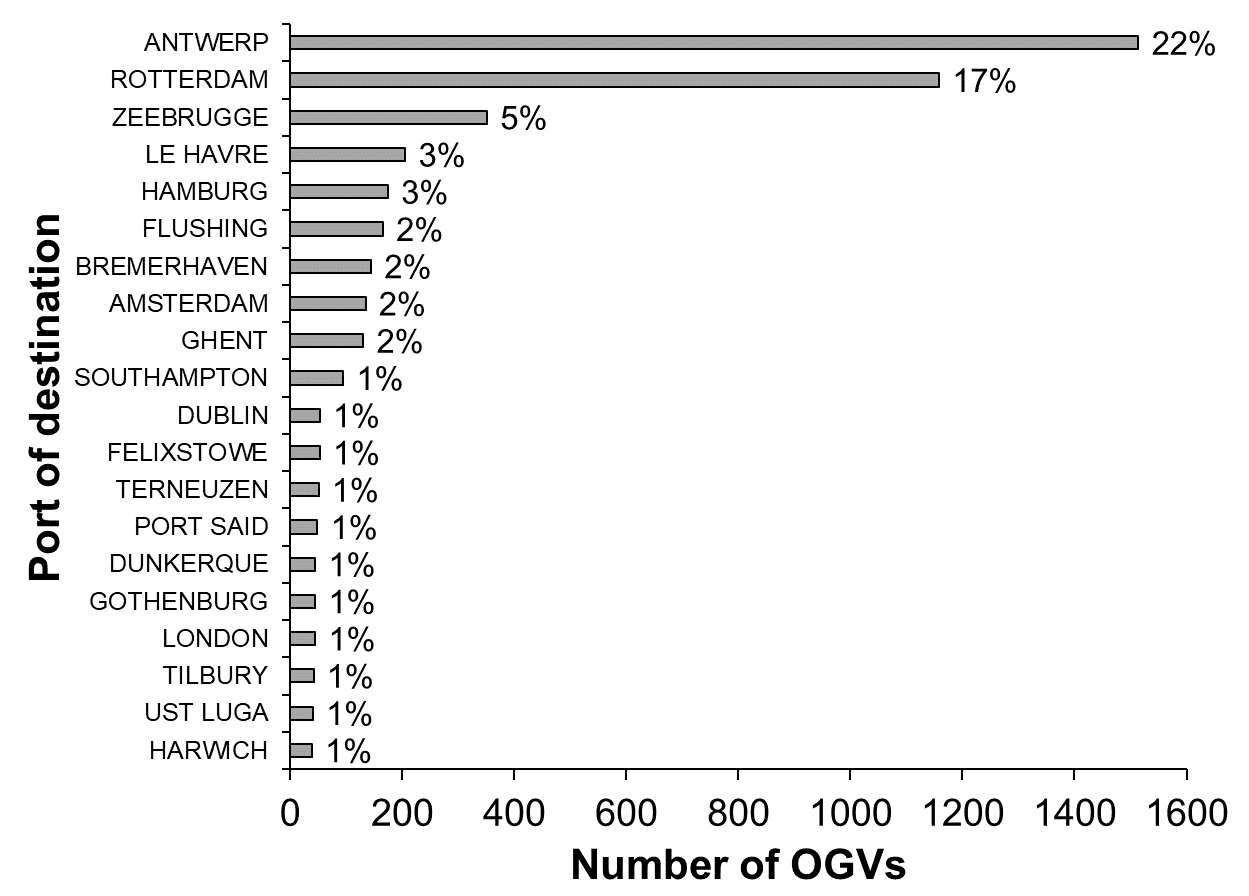 ANTWERP 22%
ROTTERDAM 17%
ZEEBRUGGE 5%
LE HAVRE 3%
HAMBURG 3%
FLUSHING 2%
BREMERHAVEN 2%
AMSTERDAM 2%
GHENT 2%
SOUTHAMPTON 1%
DUBLIN 1%
FELIXSTOWE 1%
TERNEUZEN 1%
PORT SAID 1%
DUNKERQUE 1%
GOTHENBURG 1%
LONDON 1%
TILBURY 1%
UST LUGA 1%
HARWICH 1%
Port of destination
0 200 400 600 800 1000 1200 1400 1600
Number of OGVs